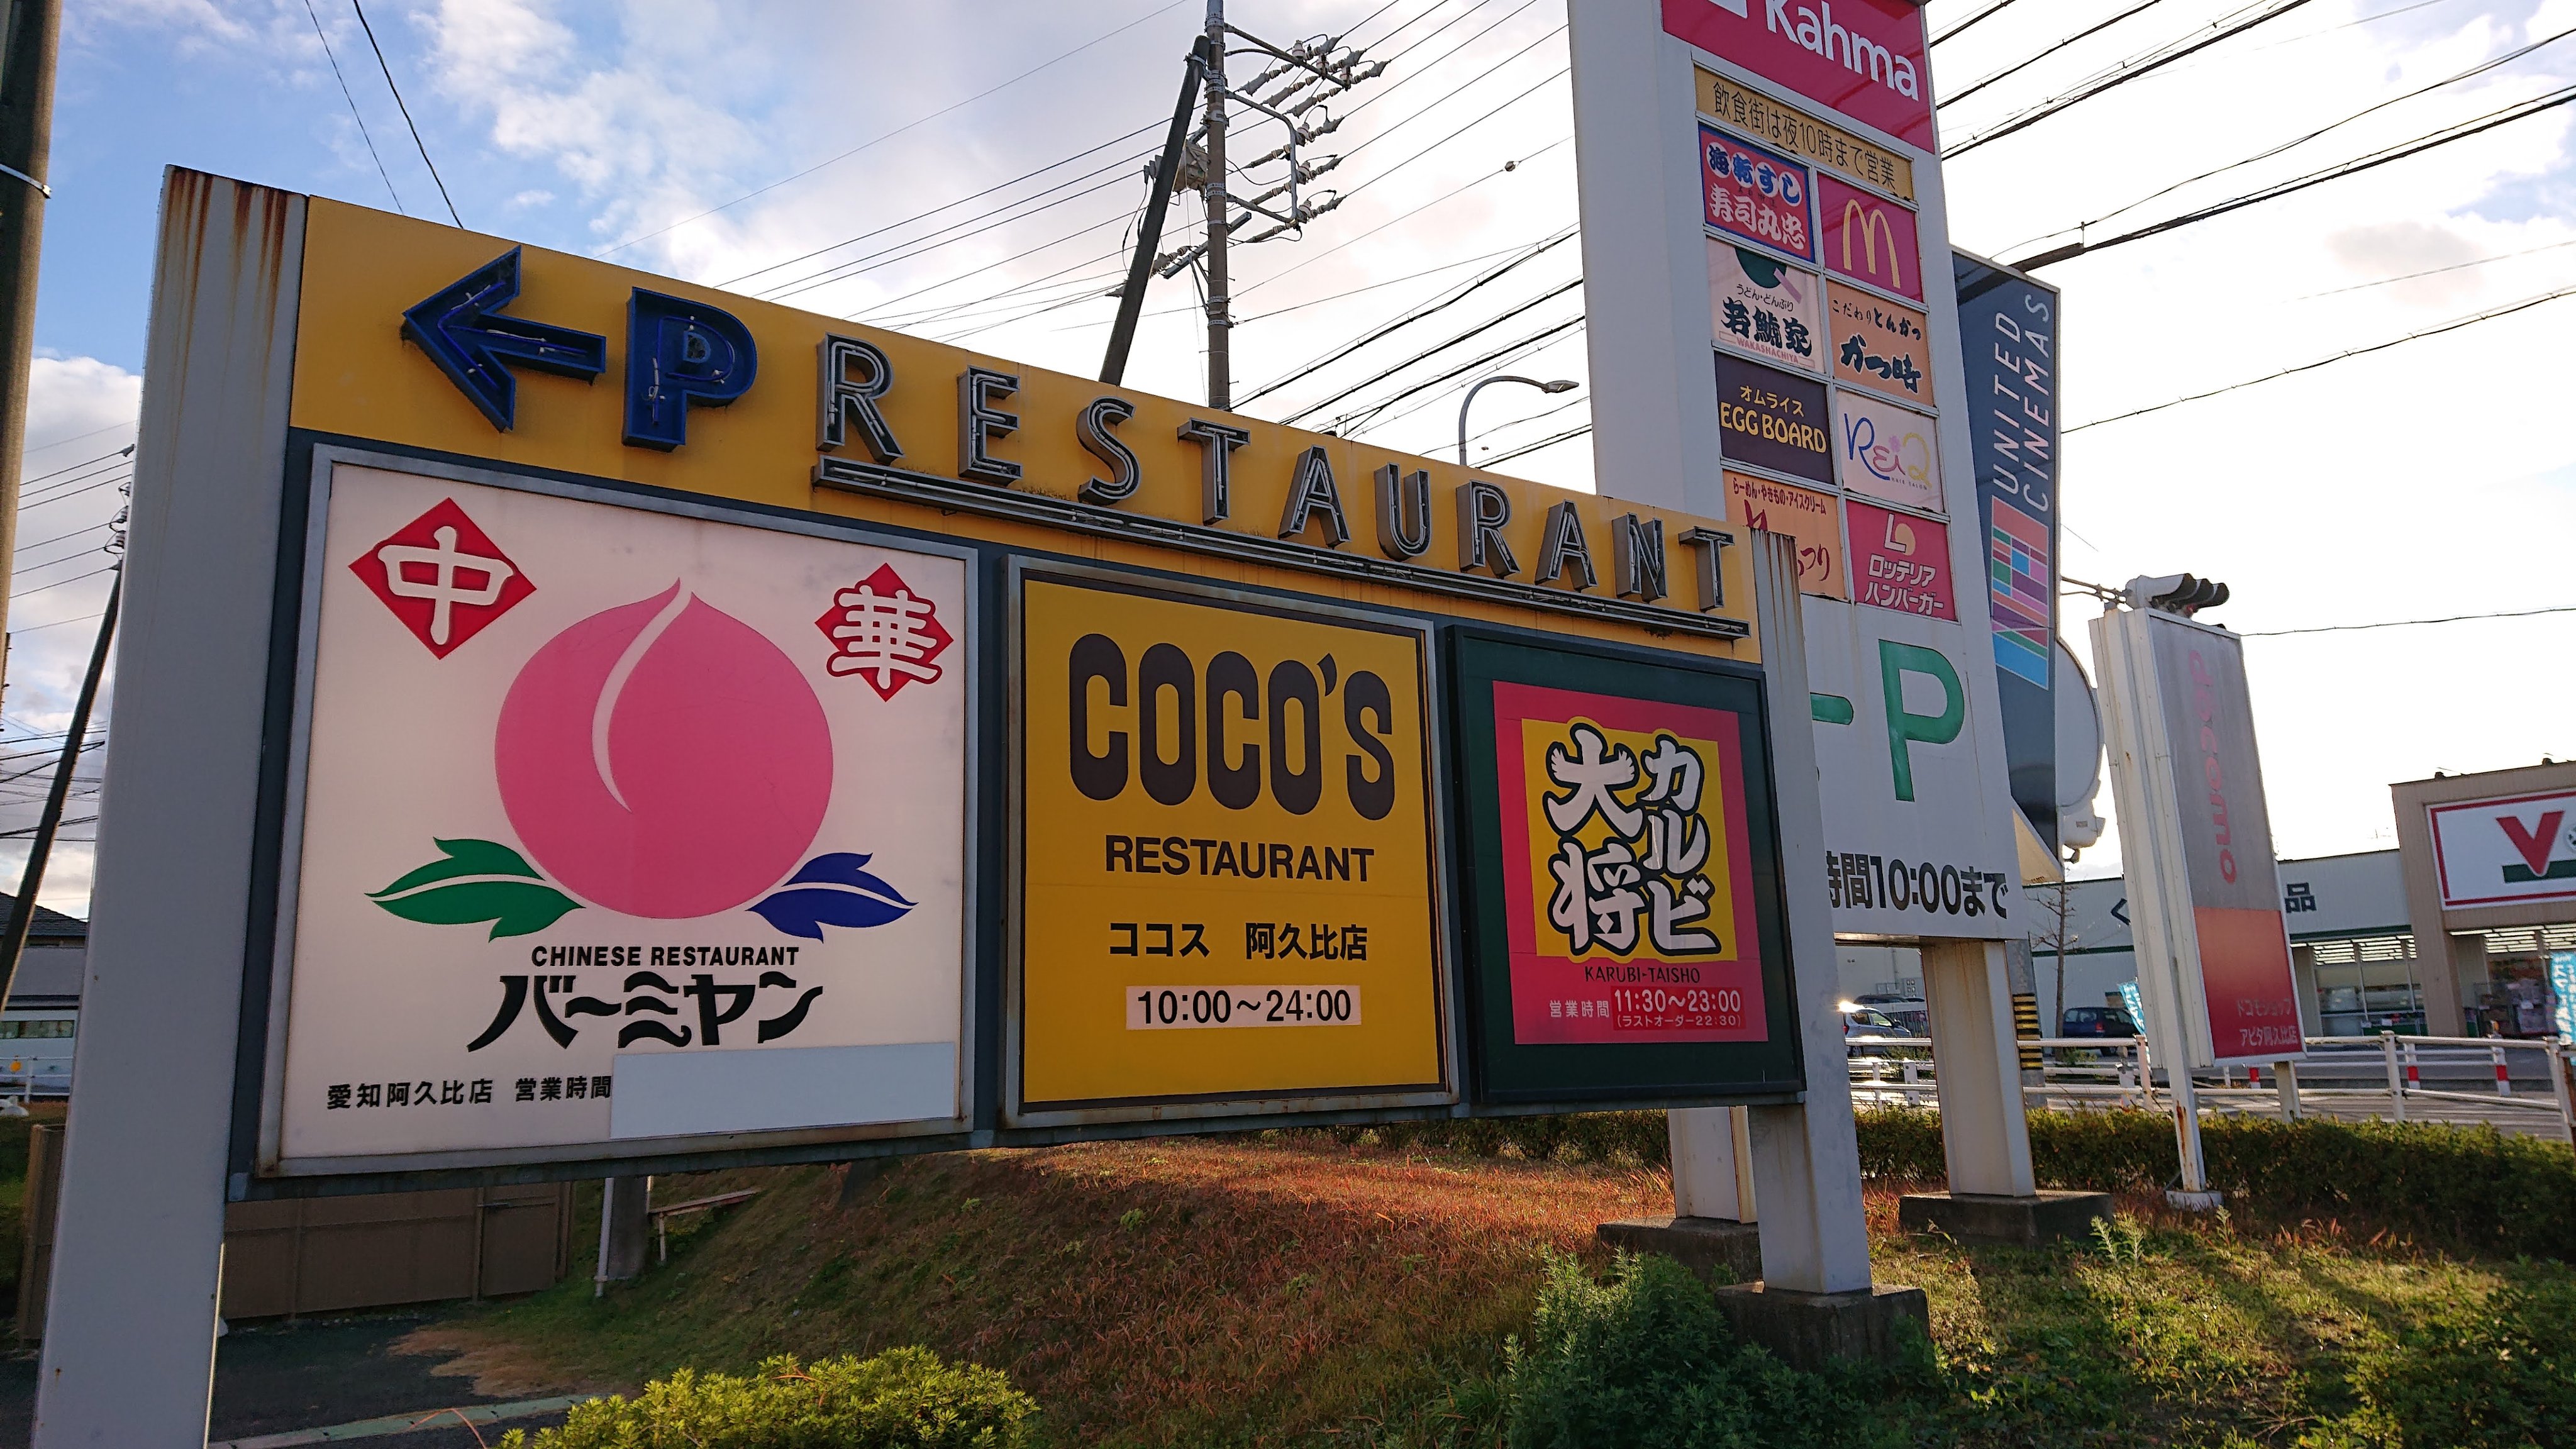 P RESTAURANT
中華
CHINESE RESTAURANT
バーミヤン
愛知阿久比店 営業時間
COCO'S
RESTAURANT
ココス 阿久比店
10:00～24:00
カルビ
大将
KARUBI-TAISHO
営業時間 11:30～23:00
(ラストオーダー22:30)
Kahma
飲食街は夜10時まで営業
海転すし
寿司丸忠
M
うどん・どんぶり
若鯱家
WAKASHACHIYA
こだわりとんかつ
かつ時
オムライス
EGG BOARD
ReiQ
HAIR SALON
らーめん・やきもの・アイスクリーム
ロッテリア
ハンバーガー
P
時間10:00まで
UNITED
CINEMAS
docomo
ドコモショップ
アピタ阿久比店
V
品